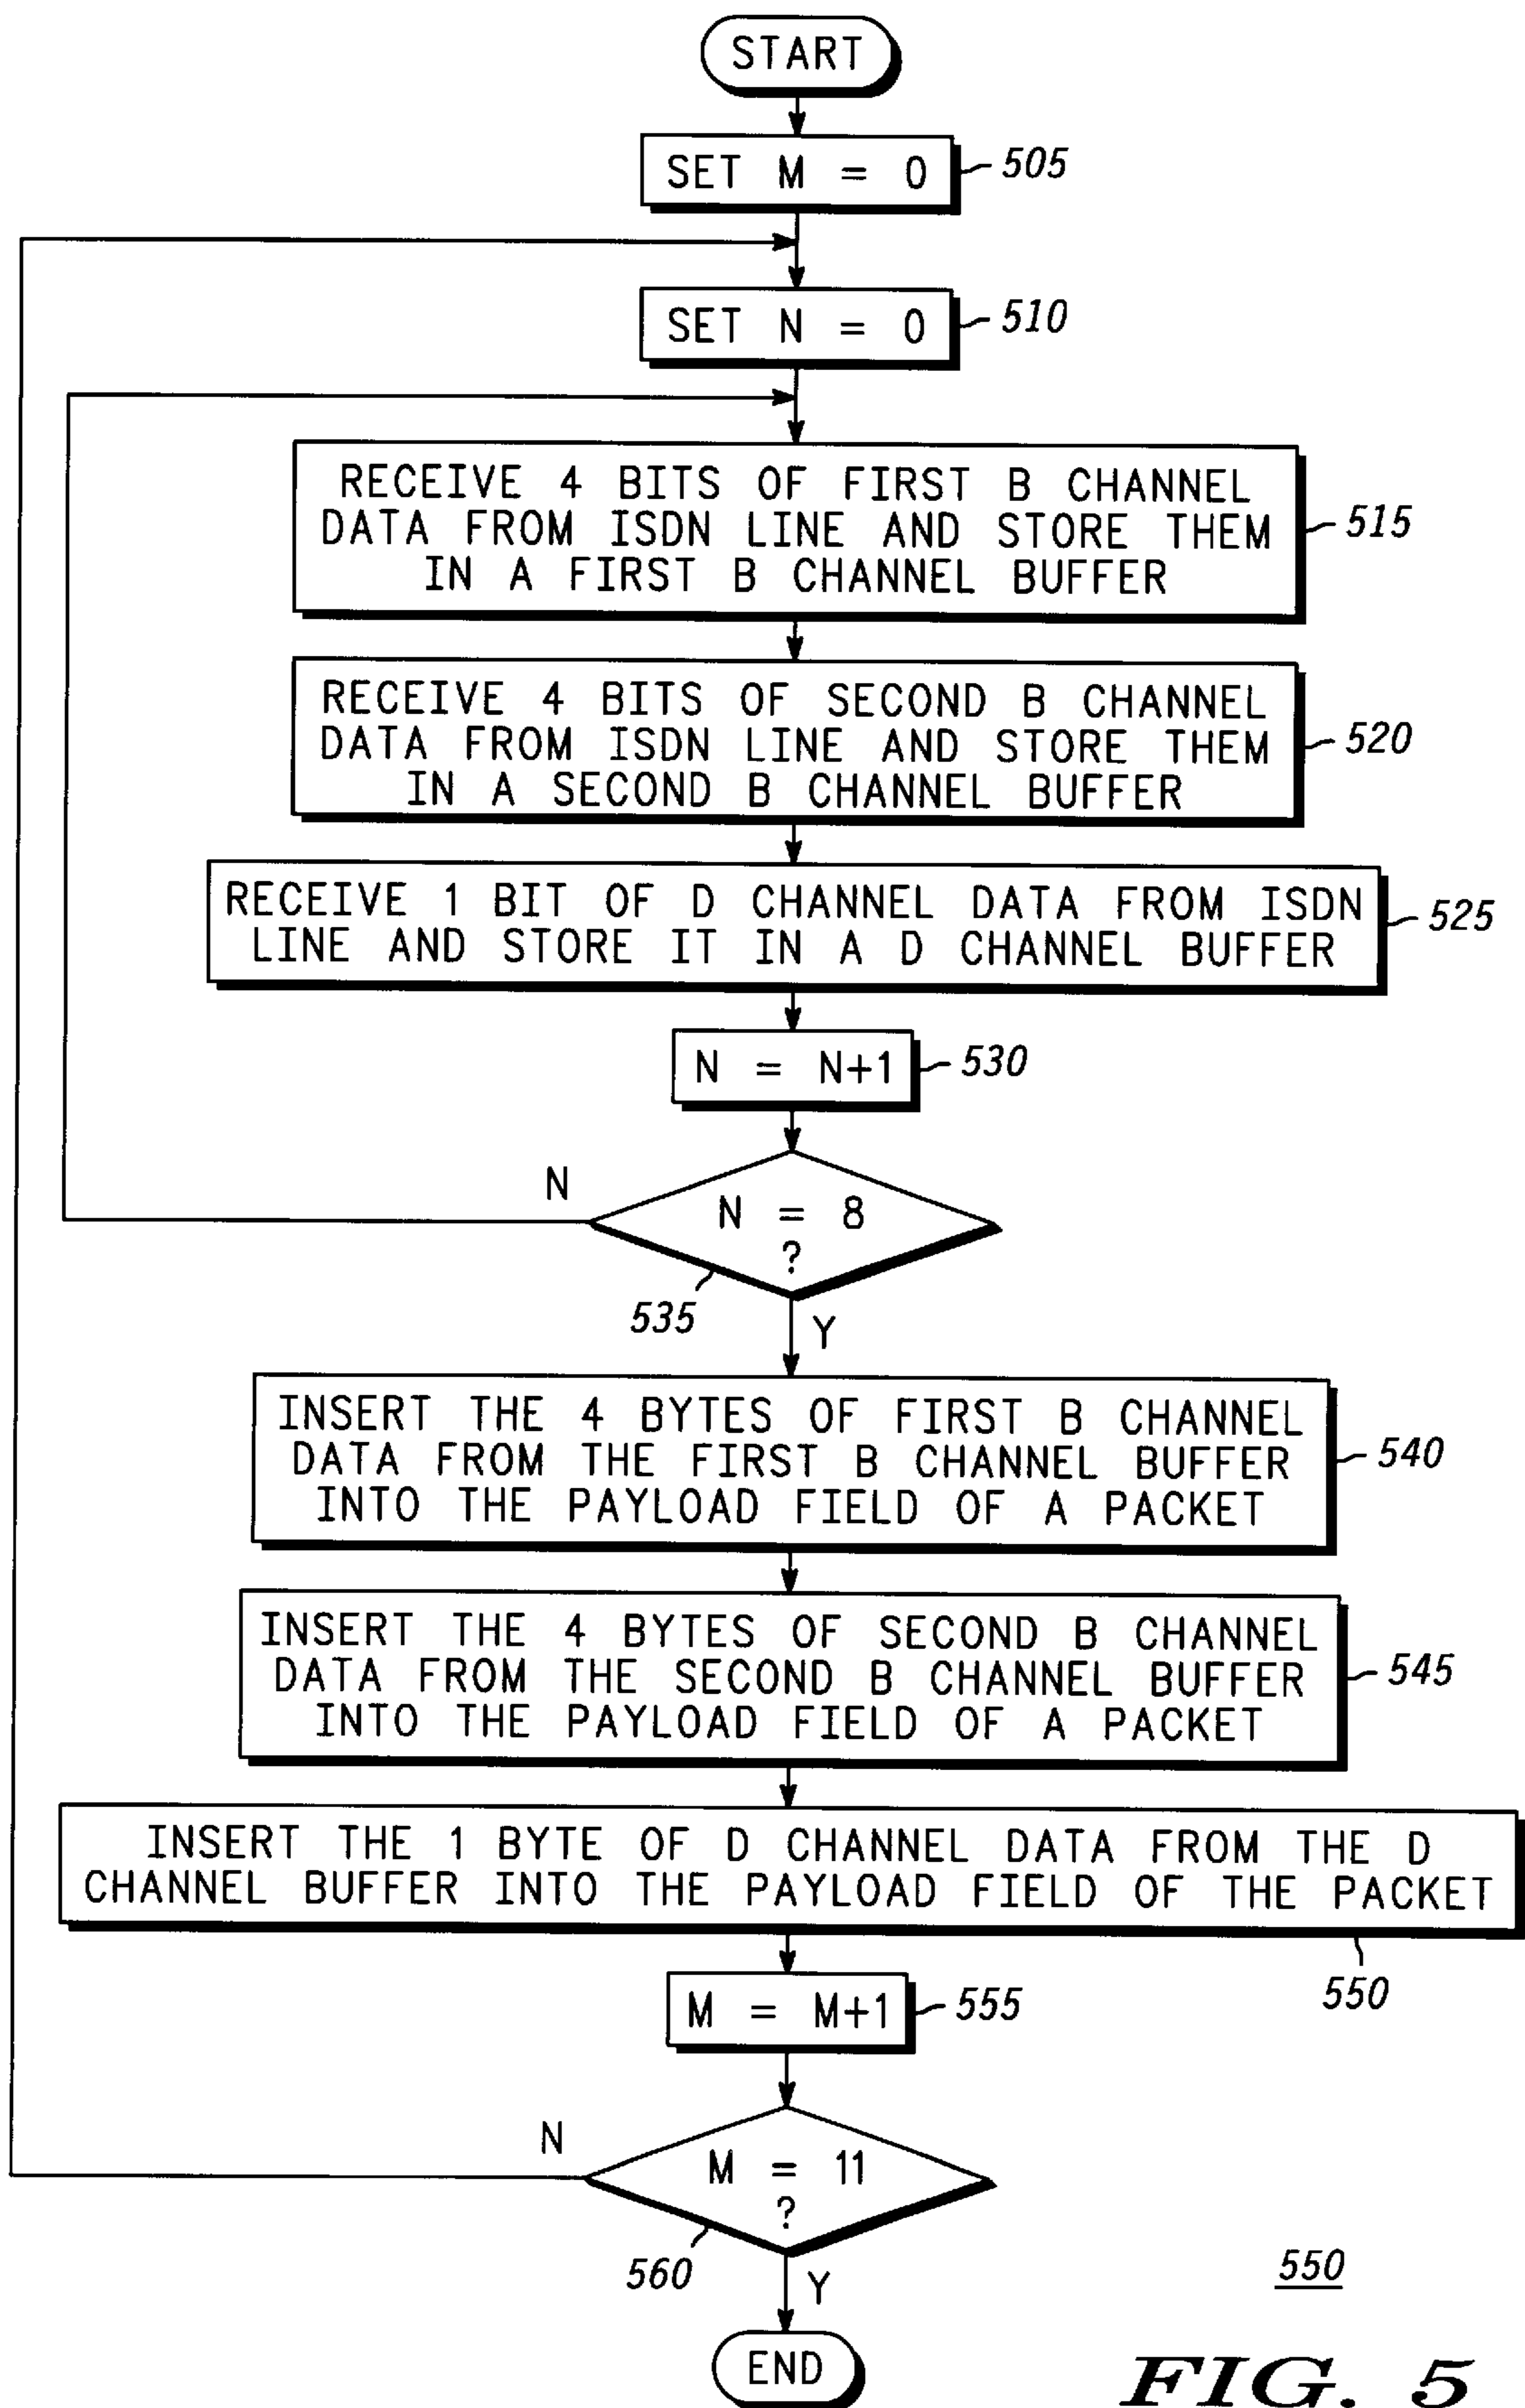 START
SET M = 0
505
SET N = 0
510
RECEIVE 4 BITS OF FIRST B CHANNEL
DATA FROM ISDN LINE AND STORE THEM
IN A FIRST B CHANNEL BUFFER
515
RECEIVE 4 BITS OF SECOND B CHANNEL
DATA FROM ISDN LINE AND STORE THEM
IN A SECOND B CHANNEL BUFFER
520
RECEIVE 1 BIT OF D CHANNEL DATA FROM ISDN
LINE AND STORE IT IN A D CHANNEL BUFFER
525
N = N+1
530
N
N = 8
?
535
Y
INSERT THE 4 BYTES OF FIRST B CHANNEL
DATA FROM THE FIRST B CHANNEL BUFFER
INTO THE PAYLOAD FIELD OF A PACKET
540
INSERT THE 4 BYTES OF SECOND B CHANNEL
DATA FROM THE SECOND B CHANNEL BUFFER
INTO THE PAYLOAD FIELD OF A PACKET
545
INSERT THE 1 BYTE OF D CHANNEL DATA FROM THE D
CHANNEL BUFFER INTO THE PAYLOAD FIELD OF THE PACKET
550
M = M+1
555
N
M = 11
?
560
Y
END
550
FIG. 5